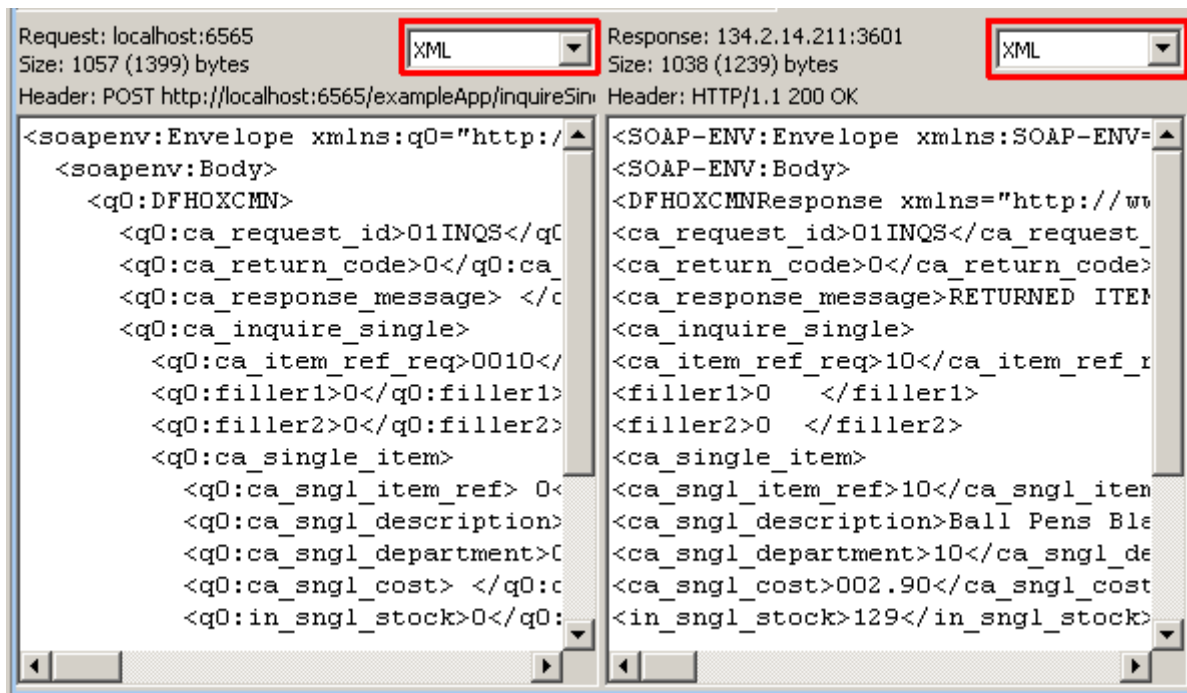 Request: localhost:6565
Size: 1057 (1399) bytes
XML
Header: POST http://localhost:6565/exampleApp/inquireSin
<soapenv:Envelope xmlns:q0="http:/
<soapenv:Body>
<q0:DFH0XCMN>
<q0:ca_request_id>01INQS</q0
<q0:ca_return_code>0</q0:ca_
<q0:ca_response_message> </q
<q0:ca_inquire_single>
<q0:ca_item_ref_req>0010</
<q0:filler1>0</q0:filler1>
<q0:filler2>0</q0:filler2>
<q0:ca_single_item>
<q0:ca_sngl_item_ref> 0<
<q0:ca_sngl_description>
<q0:ca_sngl_department>0
<q0:ca_sngl_cost> </q0:c
<q0:in_sngl_stock>0</q0:
Response: 134.2.14.211:3601
Size: 1038 (1239) bytes
XML
Header: HTTP/1.1 200 OK
<SOAP-ENV:Envelope xmlns:SOAP-ENV=
<SOAP-ENV:Body>
<DFH0XCMNResponse xmlns="http://ww
<ca_request_id>01INQS</ca_request_
<ca_return_code>0</ca_return_code>
<ca_response_message>RETURNED ITEM
<ca_inquire_single>
<ca_item_ref_req>10</ca_item_ref_r
<filler1>0   </filler1>
<filler2>0  </filler2>
<ca_single_item>
<ca_sngl_item_ref>10</ca_sngl_item
<ca_sngl_description>Ball Pens Bla
<ca_sngl_department>10</ca_sngl_de
<ca_sngl_cost>002.90</ca_sngl_cost
<in_sngl_stock>129</in_sngl_stock>